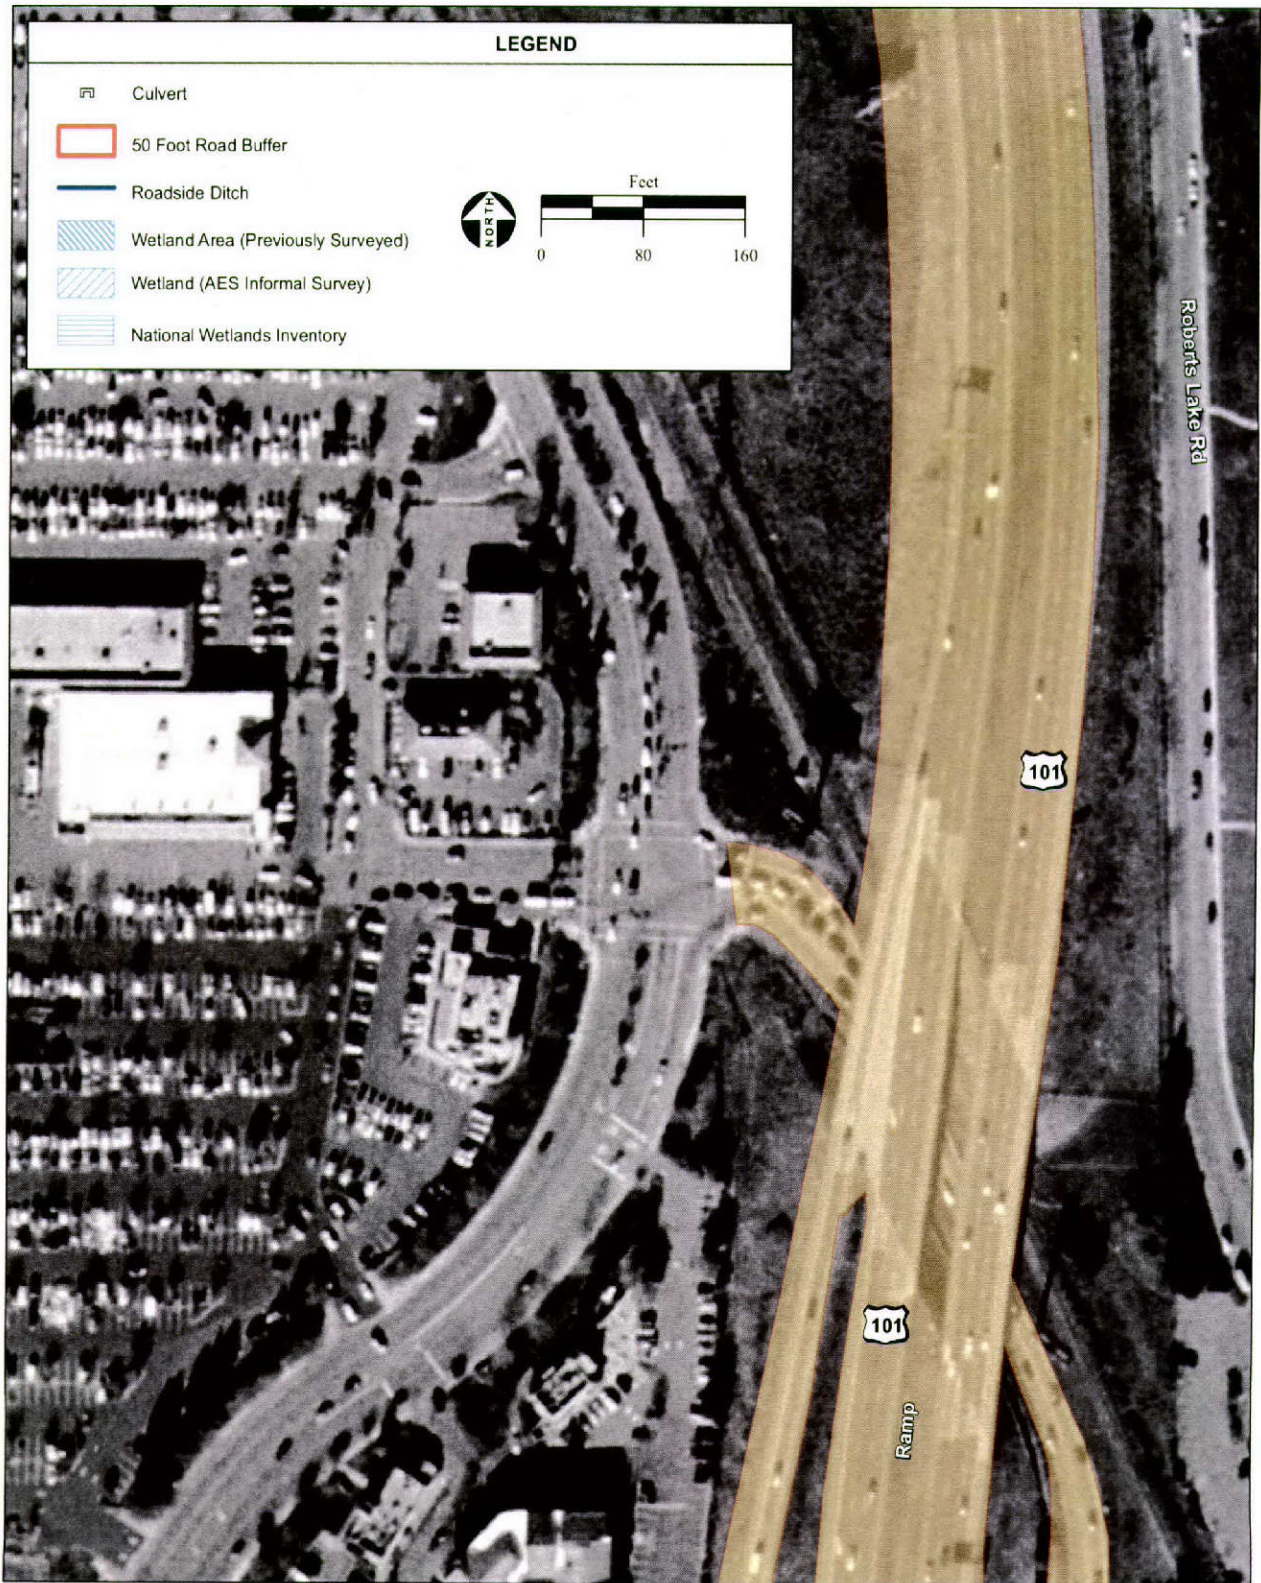 LEGEND
Culvert
50 Foot Road Buffer
Roadside Ditch
Wetland Area (Previously Surveyed)
Wetland (AES Informal Survey)
National Wetlands Inventory
NORTH
Feet
0 80 160
Roberts Lake Rd
101
101
Ramp